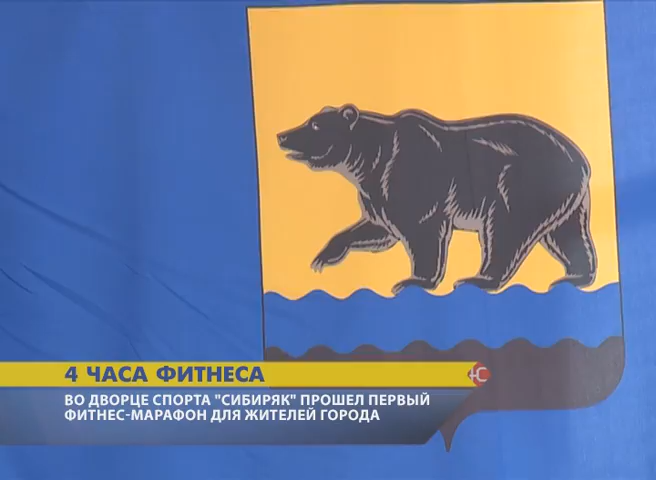 4 ЧАСА ФИТНЕСА
ВО ДВОРЦЕ СПОРТА "СИБИРЯК" ПРОШЕЛ ПЕРВЫЙ
ФИТНЕС-МАРАФОН ДЛЯ ЖИТЕЛЕЙ ГОРОДА